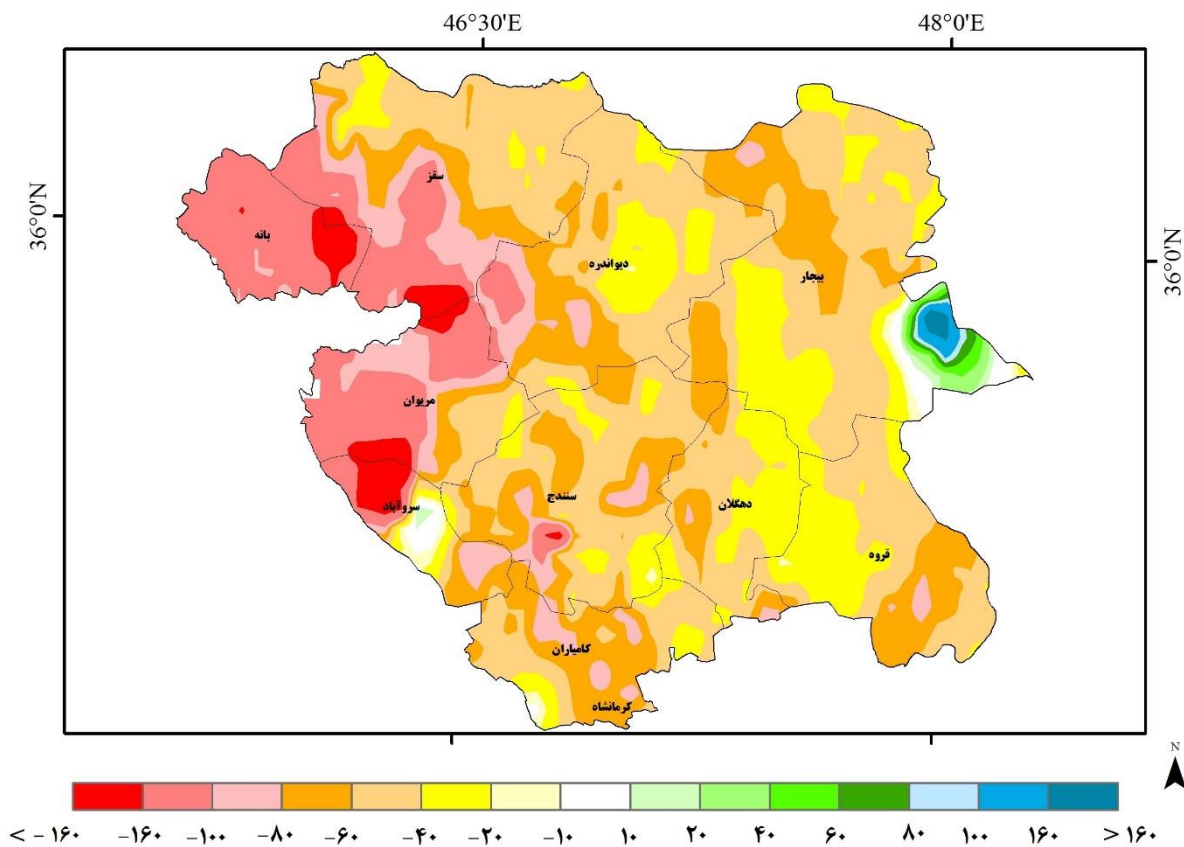 46°30'E 48°0'E
36°0'N
36°0'N
سقز
بانه
دیواندره
بیجار
مریوان
سنندج
دهگلان
سروآباد
قروه
کامیاران
کرمانشاه
N
< -۱۶۰ -۱۶۰ -۱۰۰ -۸۰ -۶۰ -۴۰ -۲۰ -۱۰ ۱۰ ۲۰ ۴۰ ۶۰ ۸۰ ۱۰۰ ۱۶۰ > ۱۶۰